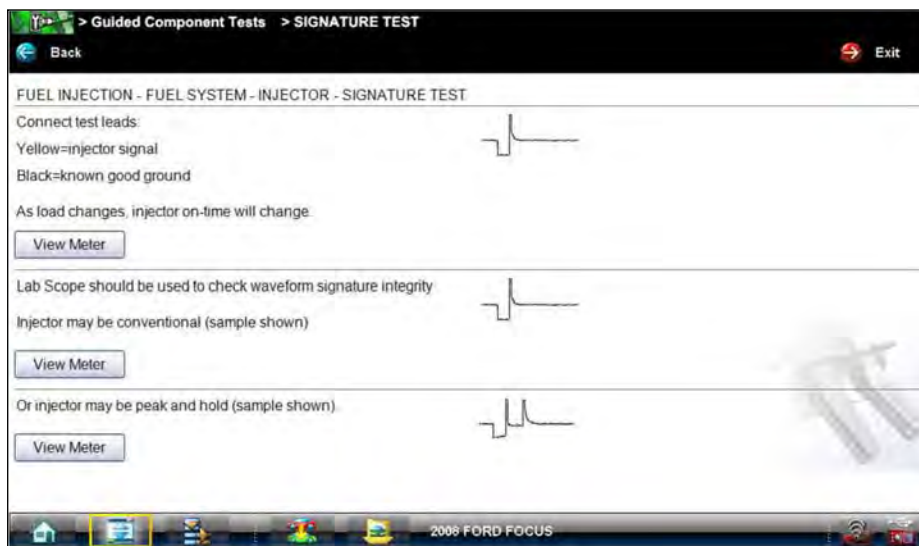 > Guided Component Tests > SIGNATURE TEST
Back
Exit
FUEL INJECTION - FUEL SYSTEM - INJECTOR - SIGNATURE TEST
Connect test leads:
Yellow=injector signal
Black=known good ground
As load changes, injector on-time will change.
View Meter
Lab Scope should be used to check waveform signature integrity
Injector may be conventional (sample shown)
View Meter
Or injector may be peak and hold (sample shown).
View Meter
2008 FORD FOCUS